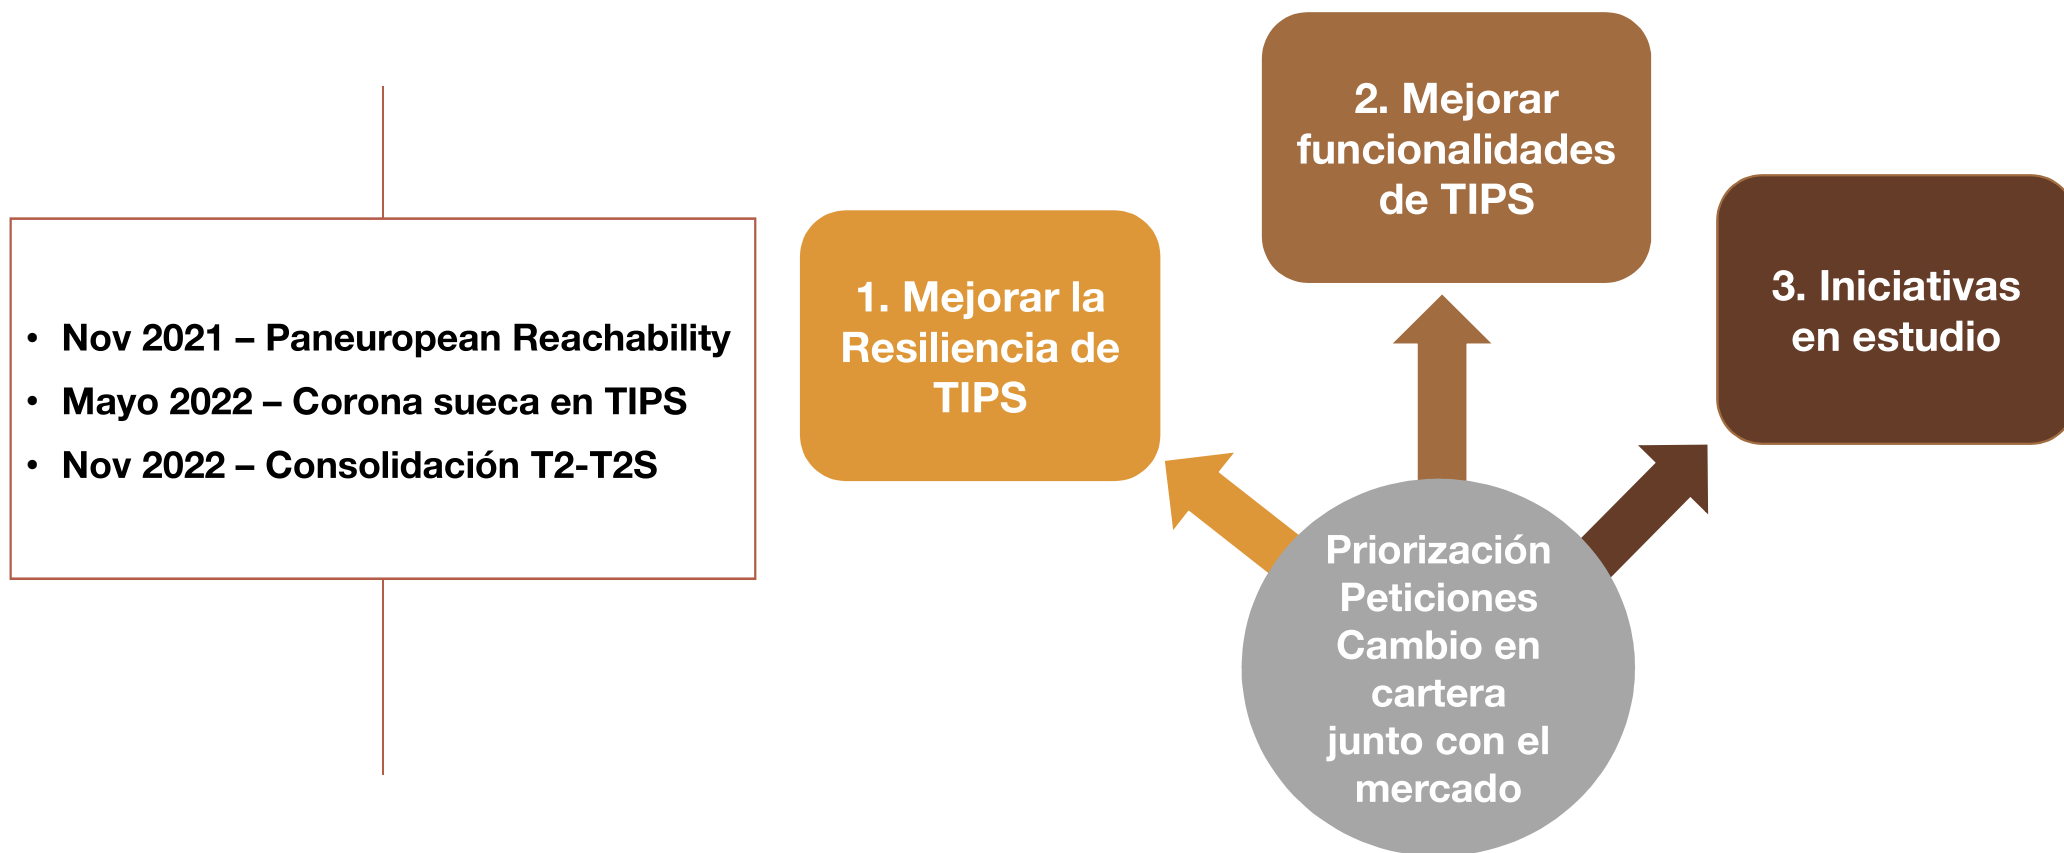 • Nov 2021 – Paneuropean Reachability
• Mayo 2022 – Corona sueca en TIPS
• Nov 2022 – Consolidación T2-T2S
1. Mejorar la
Resiliencia de
TIPS
2. Mejorar
funcionalidades
de TIPS
3. Iniciativas
en estudio
Priorización
Peticiones
Cambio en
cartera
junto con el
mercado